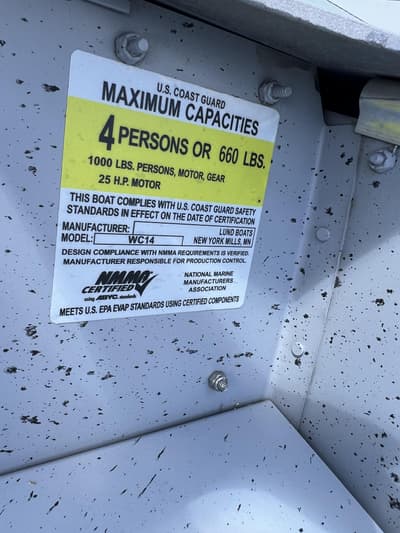 U.S. COAST GUARD
MAXIMUM CAPACITIES
4 PERSONS OR 660 LBS.
1000 LBS. PERSONS, MOTOR, GEAR
25 H.P. MOTOR
THIS BOAT COMPLIES WITH U.S. COAST GUARD SAFETY
STANDARDS IN EFFECT ON THE DATE OF CERTIFICATION
MANUFACTURER: LUND BOATS
MODEL: WC14 NEW YORK MILLS, MN
DESIGN COMPLIANCE WITH NMMA REQUIREMENTS IS VERIFIED.
MANUFACTURER RESPONSIBLE FOR PRODUCTION CONTROL.
NMMA
CERTIFIED
using ABYC standards
NATIONAL MARINE
MANUFACTURERS
ASSOCIATION
MEETS U.S. EPA EVAP STANDARDS USING CERTIFIED COMPONENTS